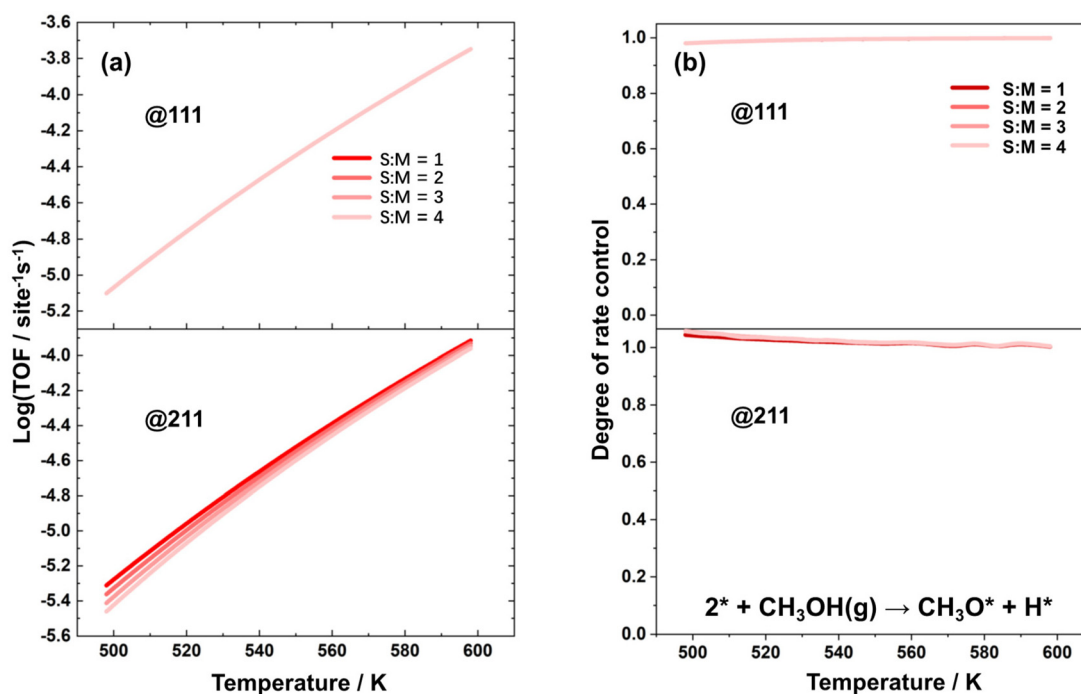 (a)
@111
S:M = 1
S:M = 2
S:M = 3
S:M = 4
-3.6
-3.8
-4.0
-4.2
-4.4
-4.6
-4.8
-5.0
-5.2
@211
-4.0
-4.2
-4.4
-4.6
-4.8
-5.0
-5.2
-5.4
-5.6
Log(TOF / site⁻¹s⁻¹)
500 520 540 560 580 600
Temperature / K
(b)
@111
S:M = 1
S:M = 2
S:M = 3
S:M = 4
1.0
0.8
0.6
0.4
0.2
0.0
@211
1.0
0.8
0.6
0.4
0.2
0.0
Degree of rate control
2* + CH₃OH(g) → CH₃O* + H*
500 520 540 560 580 600
Temperature / K